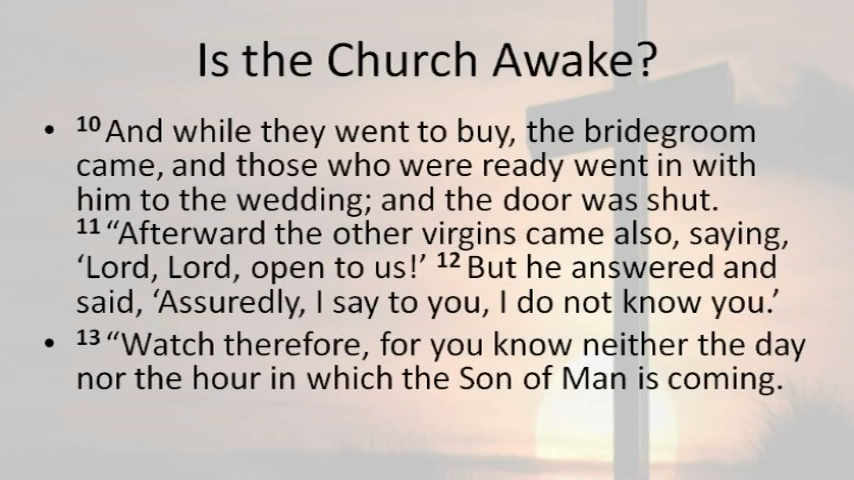 Is the Church Awake?
• 10 And while they went to buy, the bridegroom
came, and those who were ready went in with
him to the wedding; and the door was shut.
11 “Afterward the other virgins came also, saying,
‘Lord, Lord, open to us!’ 12 But he answered and
said, ‘Assuredly, I say to you, I do not know you.’
• 13 “Watch therefore, for you know neither the day
nor the hour in which the Son of Man is coming.